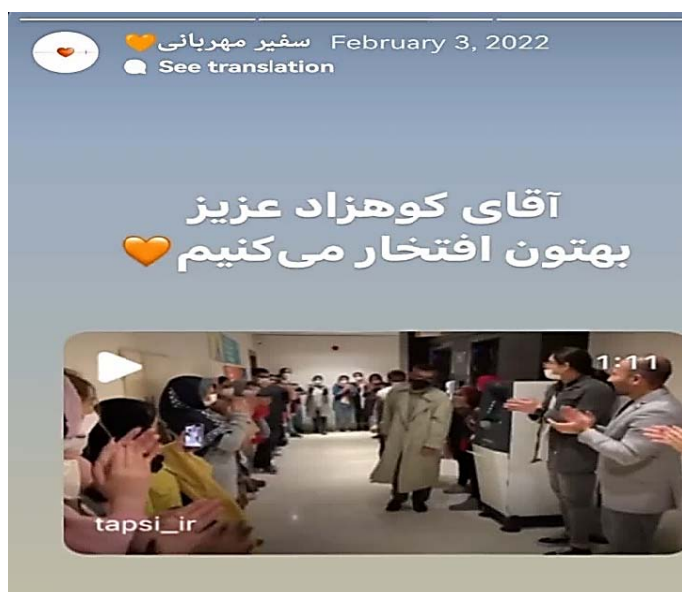 سفیر مهربانی🧡 February 3, 2022
See translation
آقای کوهزاد عزیز
بهتون افتخار می‌کنیم🧡
1:11
tapsi_ir